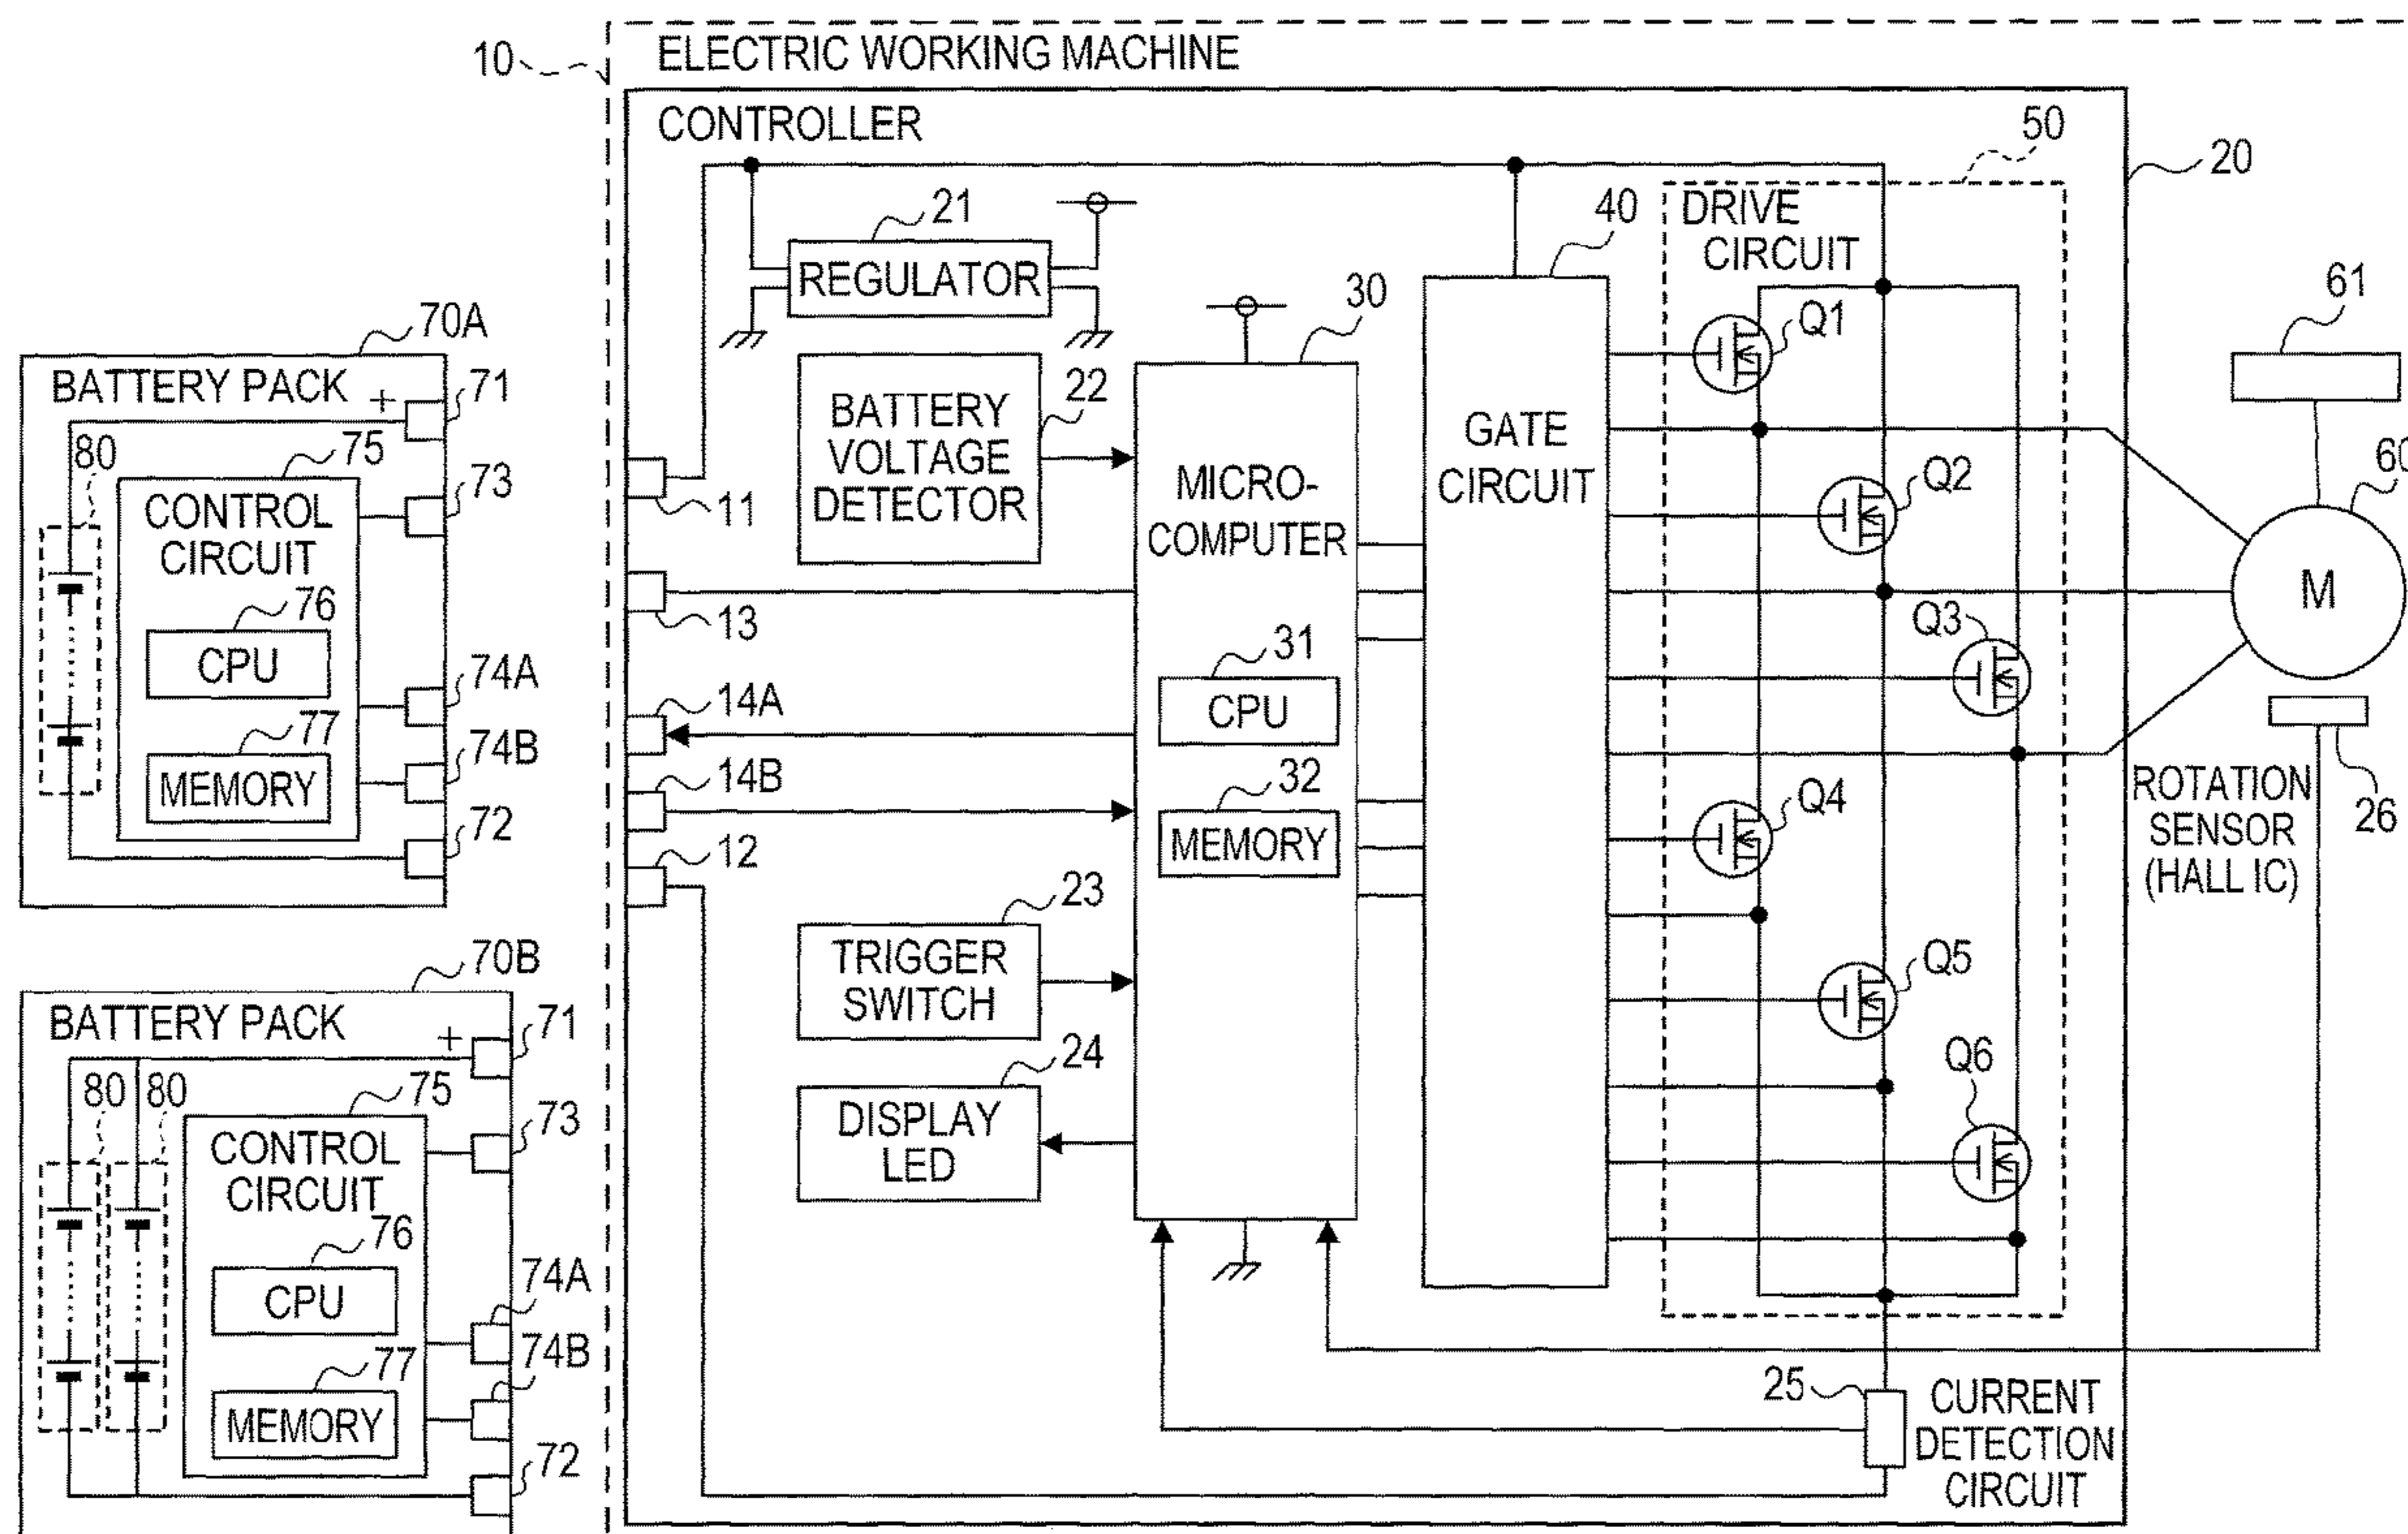 10
ELECTRIC WORKING MACHINE
CONTROLLER
50
20
21
REGULATOR
40
DRIVE
CIRCUIT
30
Q1
61
70A
BATTERY PACK
+
71
80
75
73
CONTROL
CIRCUIT
76
CPU
74A
77
MEMORY
74B
72
BATTERY
VOLTAGE
DETECTOR
22
11
13
14A
14B
12
MICRO-
COMPUTER
31
CPU
32
MEMORY
GATE
CIRCUIT
Q2
Q3
Q4
Q5
Q6
60
M
ROTATION
SENSOR
(HALL IC)
26
23
TRIGGER
SWITCH
24
DISPLAY
LED
70B
BATTERY PACK
+
71
80
80
75
73
CONTROL
CIRCUIT
76
CPU
74A
74B
77
MEMORY
72
25
CURRENT
DETECTION
CIRCUIT